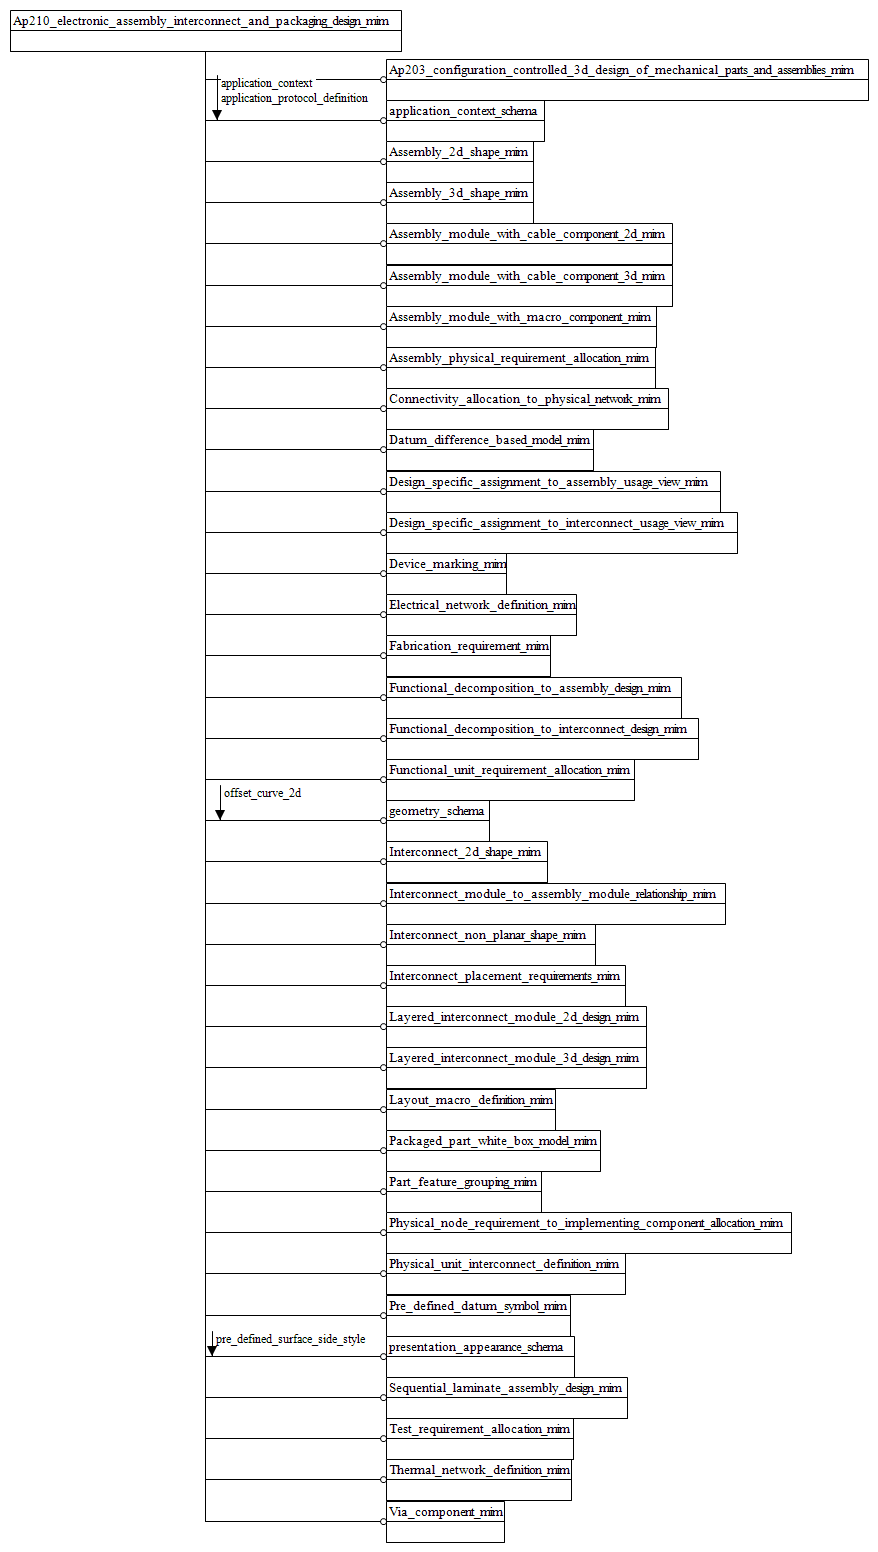 Ap210_electronic_assembly_interconnect_and_packaging_design_mim
Ap203_configuration_controlled_3d_design_of_mechanical_parts_and_assemblies_mim
application_context
application_protocol_definition
application_context_schema
Assembly_2d_shape_mim
Assembly_3d_shape_mim
Assembly_module_with_cable_component_2d_mim
Assembly_module_with_cable_component_3d_mim
Assembly_module_with_macro_component_mim
Assembly_physical_requirement_allocation_mim
Connectivity_allocation_to_physical_network_mim
Datum_difference_based_model_mim
Design_specific_assignment_to_assembly_usage_view_mim
Design_specific_assignment_to_interconnect_usage_view_mim
Device_marking_mim
Electrical_network_definition_mim
Fabrication_requirement_mim
Functional_decomposition_to_assembly_design_mim
Functional_decomposition_to_interconnect_design_mim
Functional_unit_requirement_allocation_mim
offset_curve_2d
geometry_schema
Interconnect_2d_shape_mim
Interconnect_module_to_assembly_module_relationship_mim
Interconnect_non_planar_shape_mim
Interconnect_placement_requirements_mim
Layered_interconnect_module_2d_design_mim
Layered_interconnect_module_3d_design_mim
Layout_macro_definition_mim
Packaged_part_white_box_model_mim
Part_feature_grouping_mim
Physical_node_requirement_to_implementing_component_allocation_mim
Physical_unit_interconnect_definition_mim
Pre_defined_datum_symbol_mim
pre_defined_surface_side_style
presentation_appearance_schema
Sequential_laminate_assembly_design_mim
Test_requirement_allocation_mim
Thermal_network_definition_mim
Via_component_mim